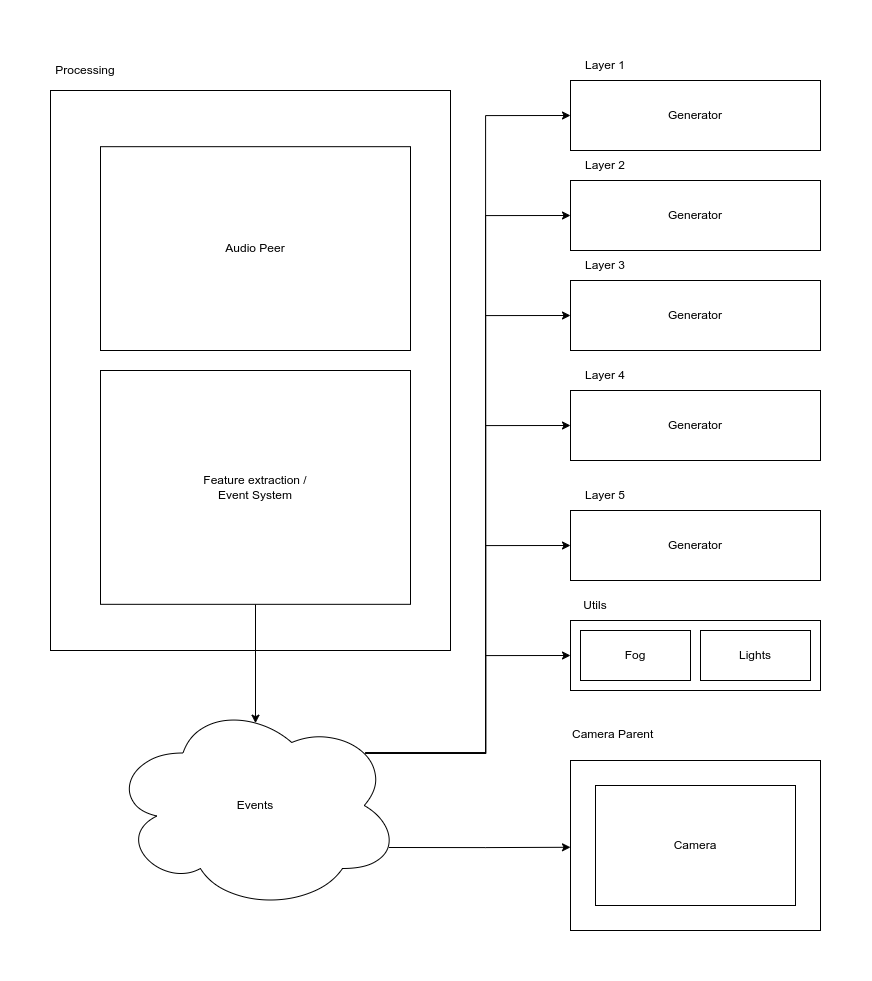 Processing
Audio Peer
Feature extraction /
Event System
Events
Layer 1
Generator
Layer 2
Generator
Layer 3
Generator
Layer 4
Generator
Layer 5
Generator
Utils
Fog
Lights
Camera Parent
Camera